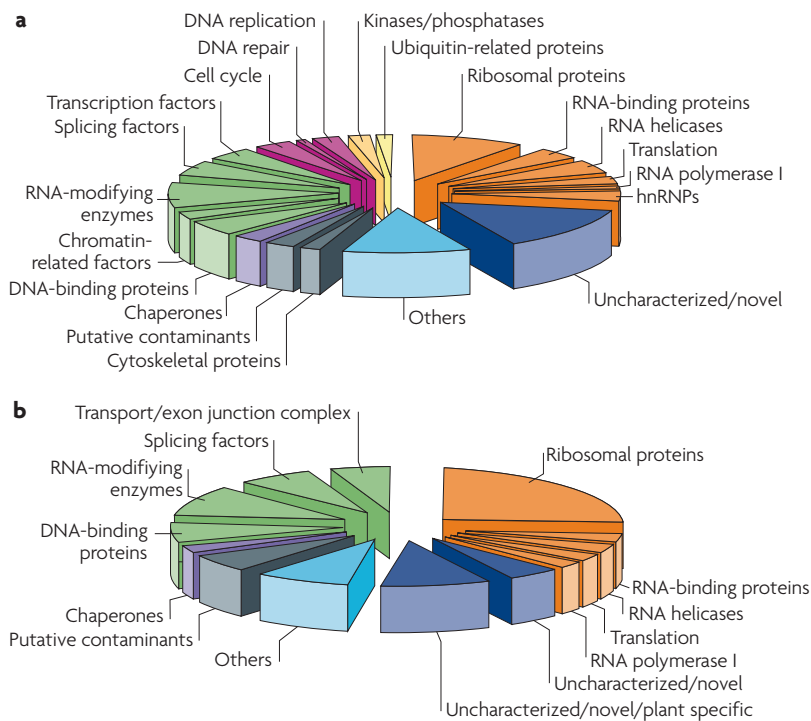 a
DNA replication
DNA repair
Cell cycle
Transcription factors
Splicing factors
RNA-modifying
enzymes
Chromatin-
related factors
DNA-binding proteins
Chaperones
Putative contaminants
Cytoskeletal proteins
Kinases/phosphatases
Ubiquitin-related proteins
Ribosomal proteins
RNA-binding proteins
RNA helicases
Translation
RNA polymerase I
hnRNPs
Uncharacterized/novel
Others
b
Transport/exon junction complex
Splicing factors
RNA-modifiying
enzymes
DNA-binding
proteins
Chaperones
Putative contaminants
Others
Ribosomal proteins
RNA-binding proteins
RNA helicases
Translation
RNA polymerase I
Uncharacterized/novel
Uncharacterized/novel/plant specific